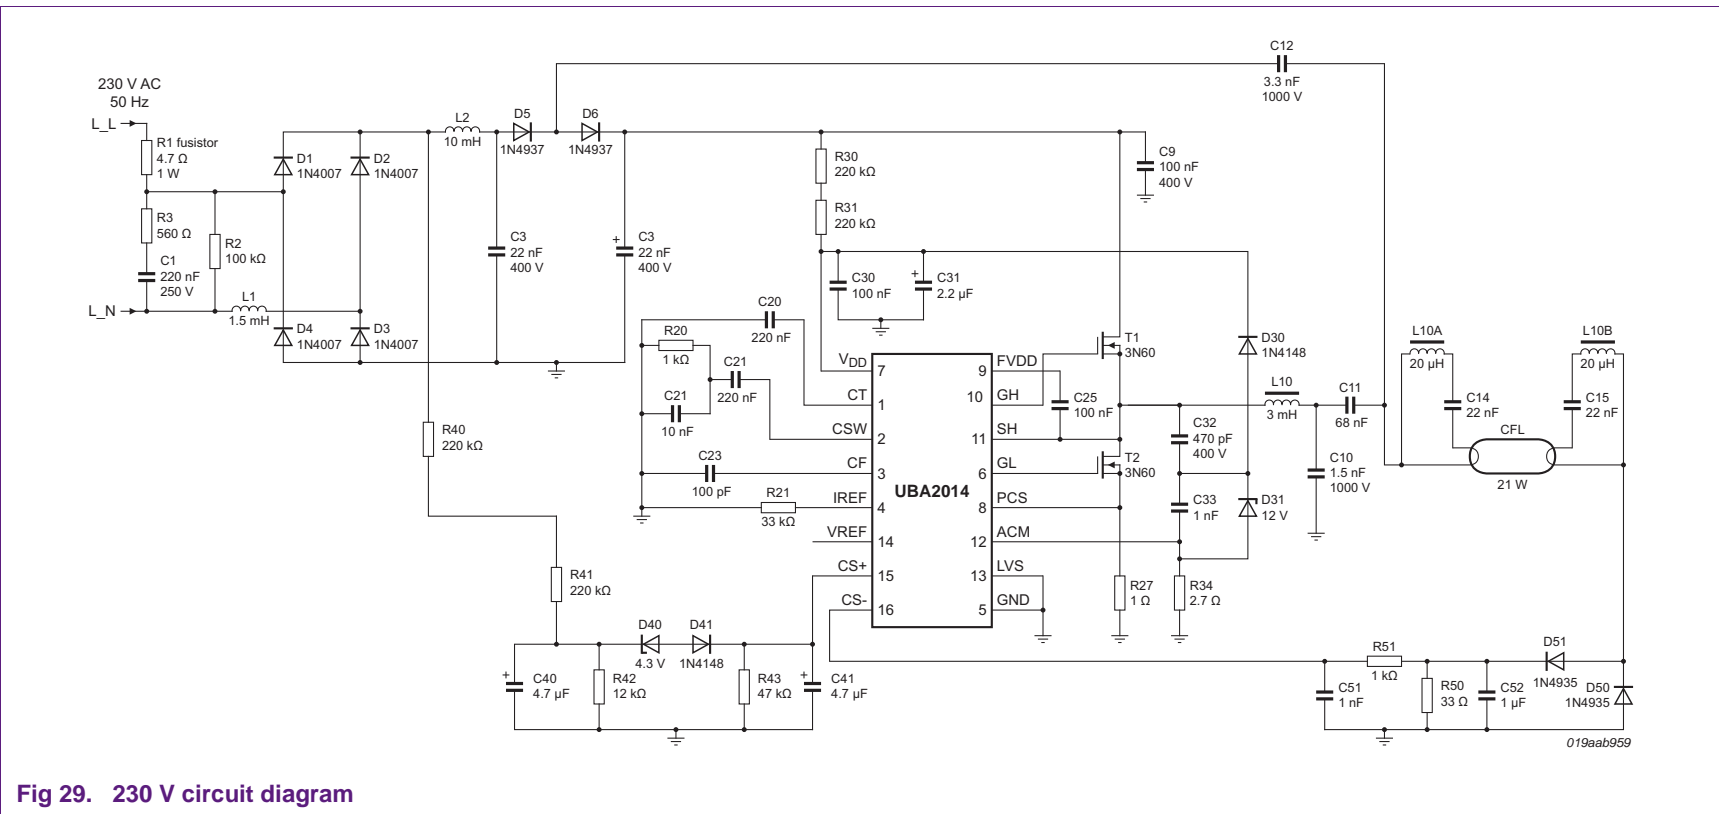 230 V AC
50 Hz
L_L
R1 fusistor
4.7 Ω
1 W
R3
560 Ω
C1
220 nF
250 V
R2
100 kΩ
L_N
L1
1.5 mH
D1
1N4007
D2
1N4007
D4
1N4007
D3
1N4007
L2
10 mH
D5
1N4937
D6
1N4937
C3
22 nF
400 V
+
C3
22 nF
400 V
C12
3.3 nF
1000 V
R30
220 kΩ
R31
220 kΩ
C9
100 nF
400 V
C30
100 nF
+
C31
2.2 µF
C20
220 nF
R20
1 kΩ
C21
220 nF
C21
10 nF
C23
100 pF
R21
33 kΩ
R40
220 kΩ
R41
220 kΩ
VDD
7
CT
1
CSW
2
CF
3
IREF
4
VREF
14
CS+
15
CS-
16
UBA2014
FVDD
9
GH
10
SH
11
GL
6
PCS
8
ACM
12
LVS
13
GND
5
C25
100 nF
T1
3N60
T2
3N60
D30
1N4148
C32
470 pF
400 V
C33
1 nF
D31
12 V
R27
1 Ω
R34
2.7 Ω
L10
3 mH
C11
68 nF
C10
1.5 nF
1000 V
L10A
20 µH
L10B
20 µH
C14
22 nF
C15
22 nF
CFL
21 W
+
C40
4.7 µF
R42
12 kΩ
D40
4.3 V
D41
1N4148
R43
47 kΩ
+
C41
4.7 µF
R51
1 kΩ
C51
1 nF
R50
33 Ω
C52
1 µF
D51
1N4935
D50
1N4935
019aab959
Fig 29. 230 V circuit diagram